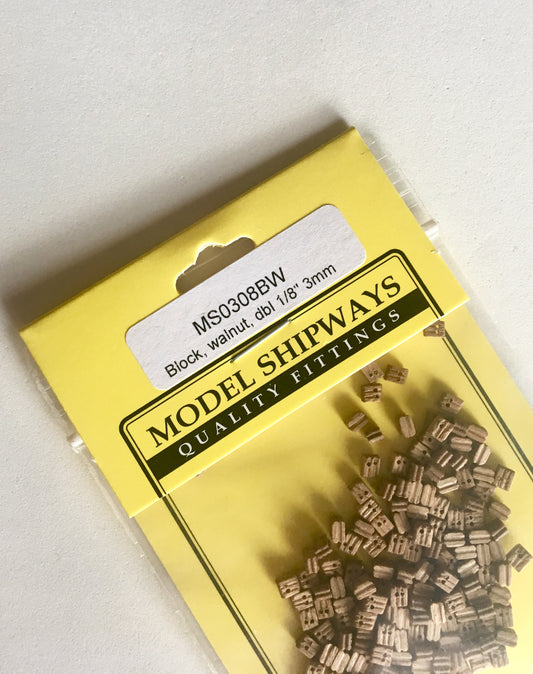 MS0308BW
Block, walnut, dbl 1/8" 3mm
MODEL SHIPWAYS
QUALITY FITTINGS